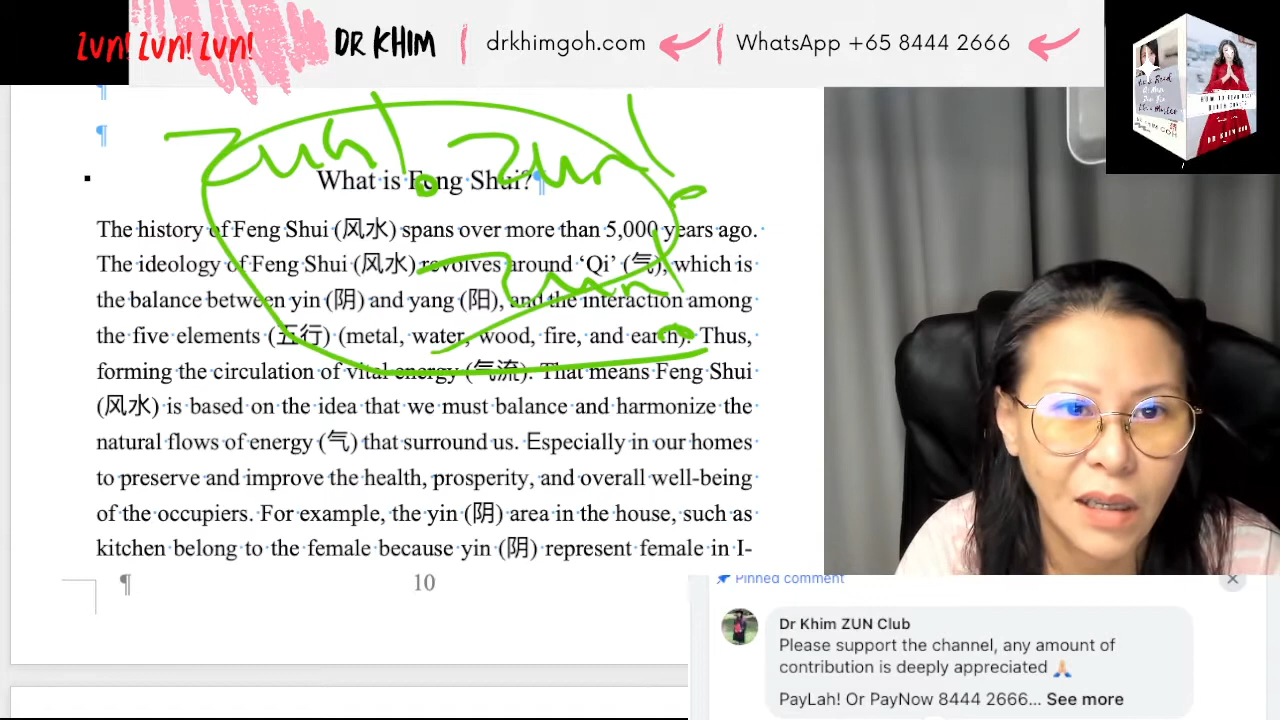 ZUN! ZUN! ZUN!
DR KHIM
drkhimgoh.com
WhatsApp +65 8444 2666
Zun! Zun!
What is Feng Shui?¶
The history of Feng Shui (风水) spans over more than 5,000 years ago.
The ideology of Feng Shui (风水) revolves around ‘Qi’ (气), which is
Zun!
the balance between yin (阴) and yang (阳), and the interaction among
the five elements (五行) (metal, water, wood, fire, and earth). Thus,
forming the circulation of vital energy (气流). That means Feng Shui
(风水) is based on the idea that we must balance and harmonize the
natural flows of energy (气) that surround us. Especially in our homes
to preserve and improve the health, prosperity, and overall well-being
of the occupiers. For example, the yin (阴) area in the house, such as
kitchen belong to the female because yin (阴) represent female in I-
10
Pinned comment
Dr Khim ZUN Club
Please support the channel, any amount of
contribution is deeply appreciated 🙏🏻
PayLah! Or PayNow 8444 2666... See more
DR KHIM GOH